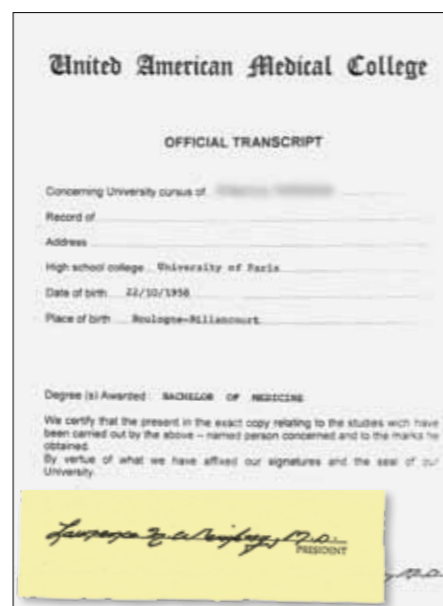 United American Medical College
OFFICIAL TRANSCRIPT
Concerning University cursus of
Record of
Address
High school college University of Paris
Date of birth 22/10/1958
Place of birth Boulogne-Billancourt
Degree (s) Awarded BACHELOR OF MEDICINE
We certify that the present in the exact copy relating to the studies wich have
been carried out by the above – named person concerned and to the marks he
obtained.
By vertue of what we have affixed our signatures and the seal of our
University.
M.D.
PRESIDENT
M.D.